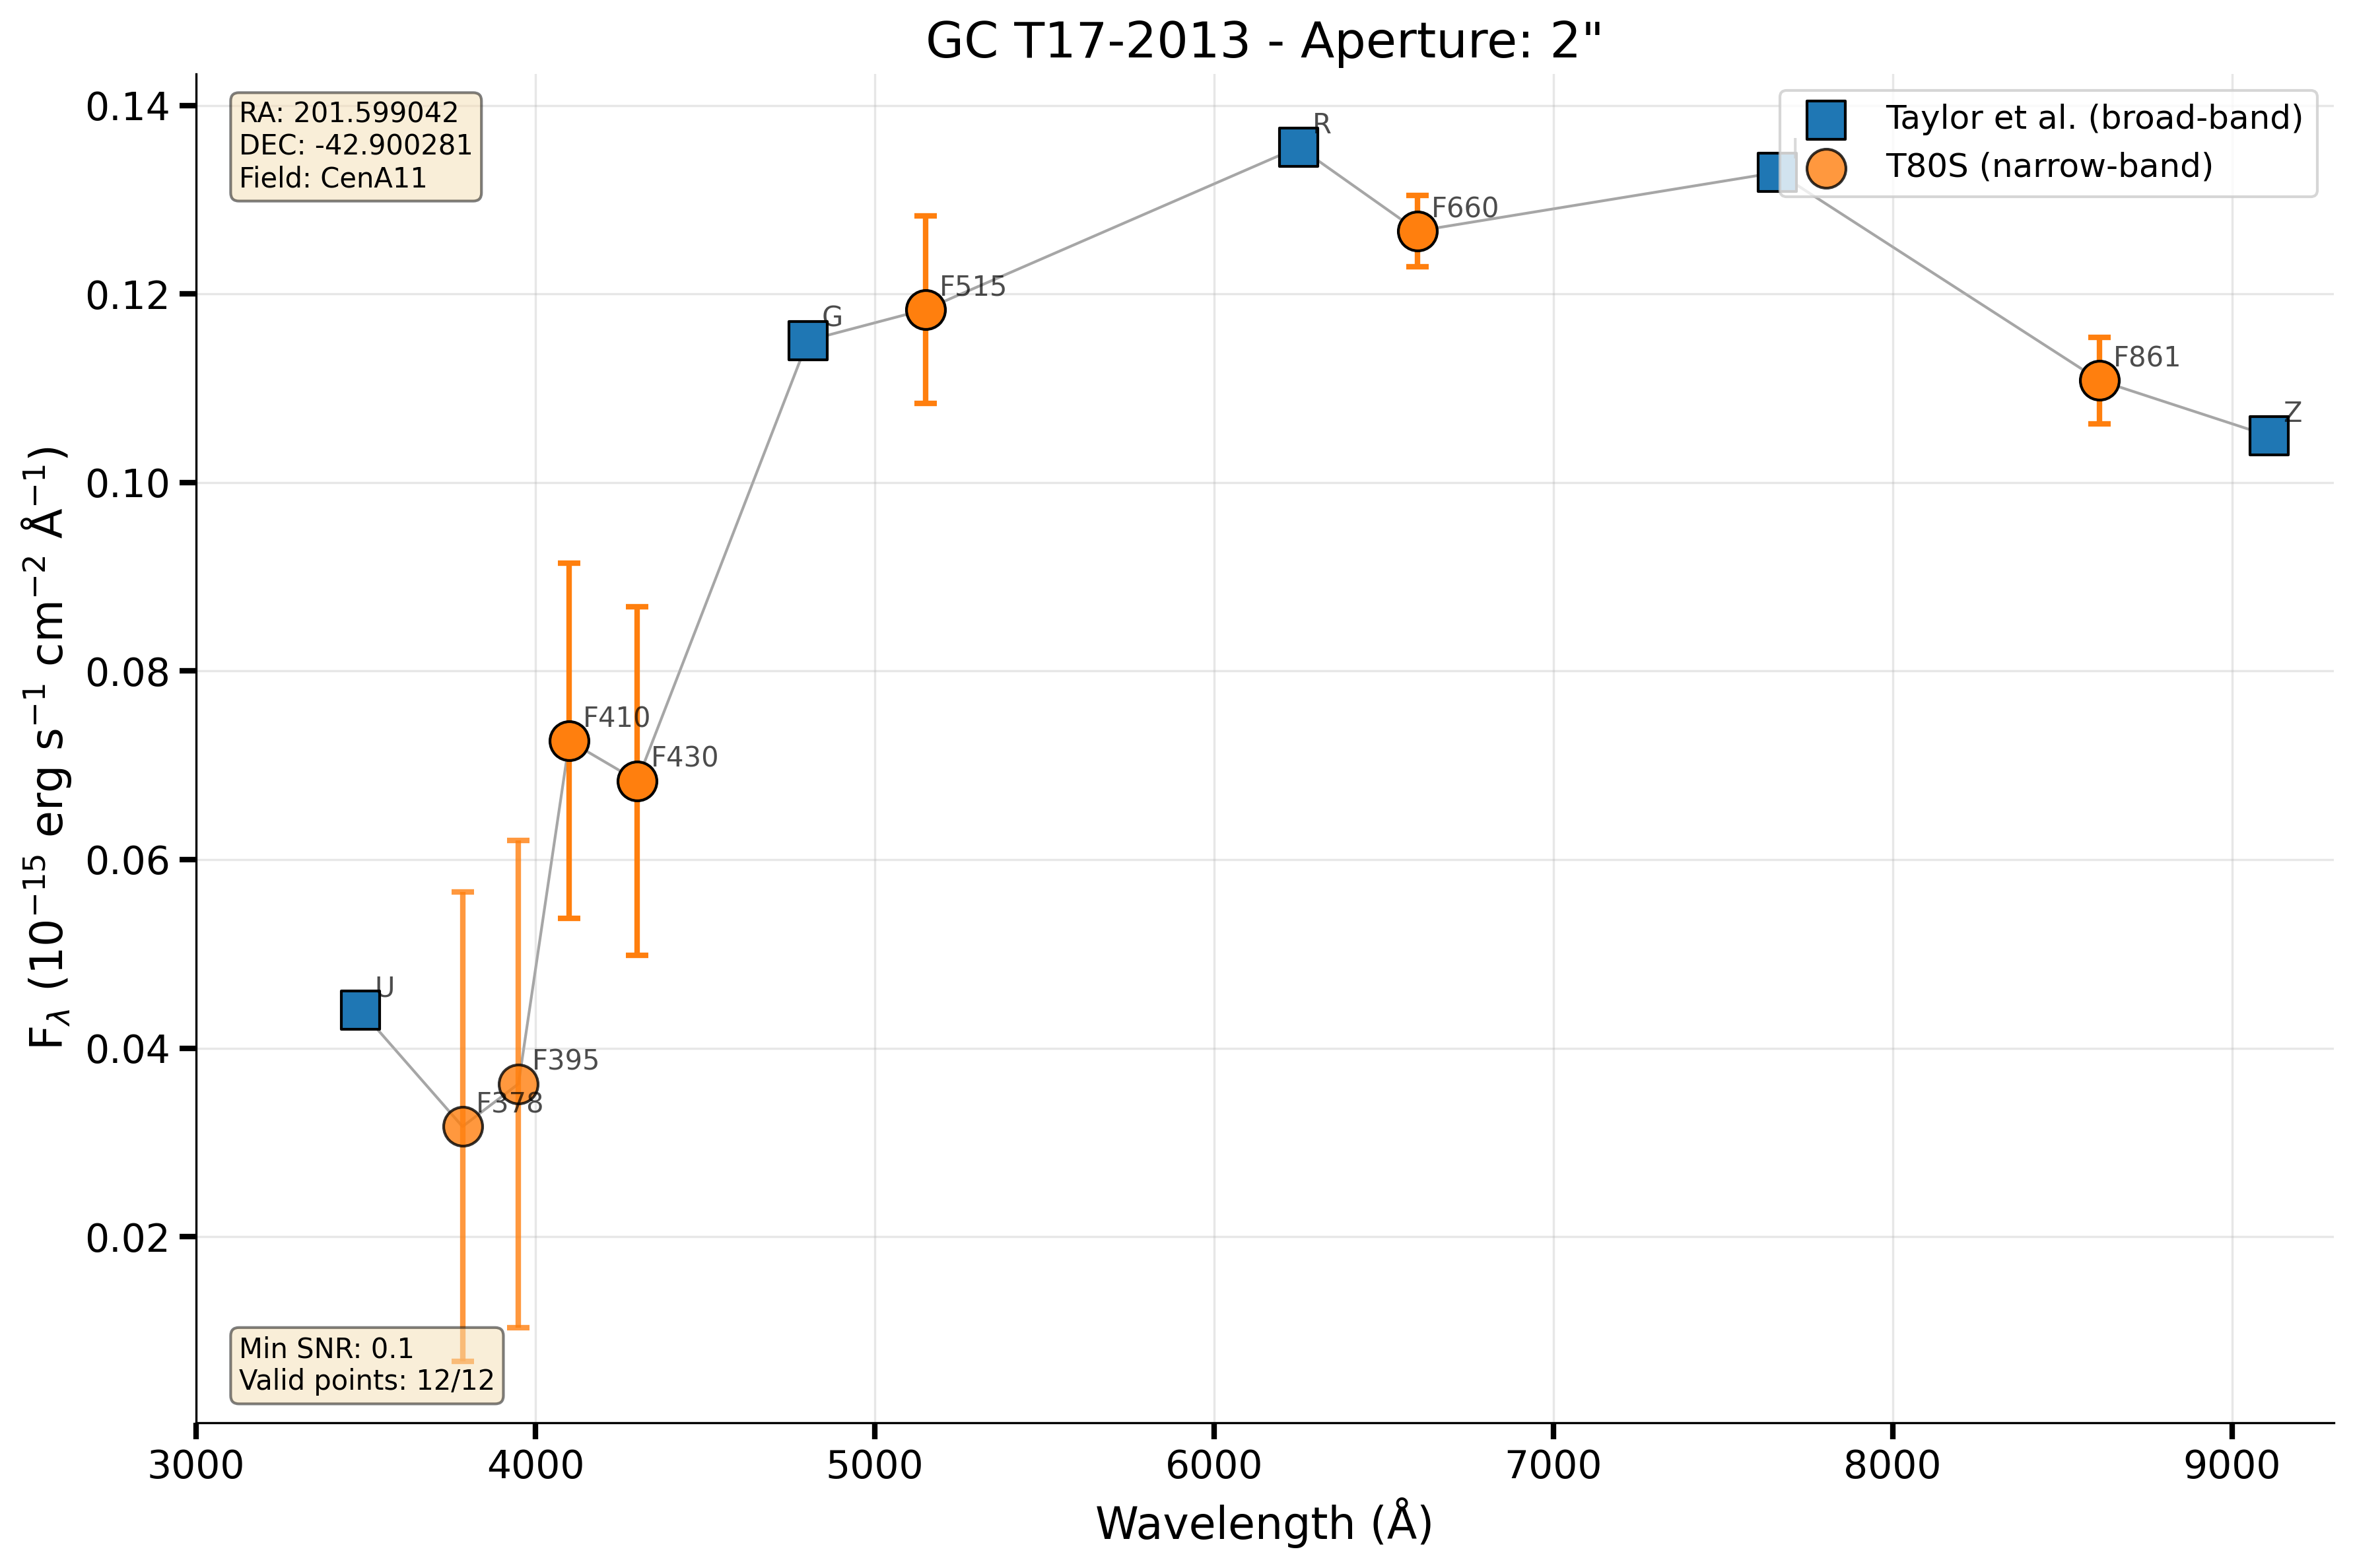 GC T17-2013 - Aperture: 2"
RA: 201.599042
DEC: -42.900281
Field: CenA11
Taylor et al. (broad-band)
T80S (narrow-band)
0.14
0.12
0.10
0.08
0.06
0.04
0.02
F_λ (10⁻¹⁵ erg s⁻¹ cm⁻² Å⁻¹)
U
F378
F395
F410
F430
G
F515
R
F660
F861
Z
Min SNR: 0.1
Valid points: 12/12
3000 4000 5000 6000 7000 8000 9000
Wavelength (Å)